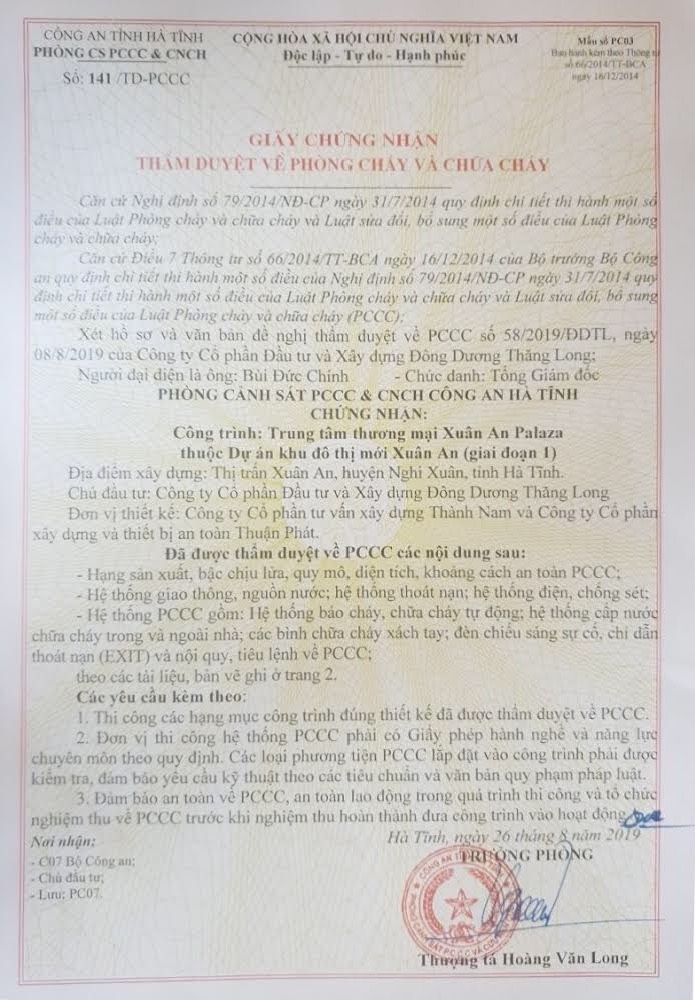 CÔNG AN TỈNH HÀ TĨNH
PHÒNG CS PCCC & CNCH
Số: 141 /TD-PCCC
CỘNG HÒA XÃ HỘI CHỦ NGHĨA VIỆT NAM
Độc lập - Tự do - Hạnh phúc
Mẫu số PC03
Ban hành kèm theo Thông tư
số 66/2014/TT-BCA
ngày 16/12/2014
GIẤY CHỨNG NHẬN
THẨM DUYỆT VỀ PHÒNG CHÁY VÀ CHỮA CHÁY
Căn cứ Nghị định số 79/2014/NĐ-CP ngày 31/7/2014 quy định chi tiết thi hành một số
điều của Luật Phòng cháy và chữa cháy và Luật sửa đổi, bổ sung một số điều của Luật Phòng
cháy và chữa cháy;
Căn cứ Điều 7 Thông tư số 66/2014/TT-BCA ngày 16/12/2014 của Bộ trưởng Bộ Công
an quy định chi tiết thi hành một số điều của Nghị định số 79/2014/NĐ-CP ngày 31/7/2014 quy
định chi tiết thi hành một số điều của Luật Phòng cháy và chữa cháy và Luật sửa đổi, bổ sung
một số điều của Luật Phòng cháy và chữa cháy (PCCC);
Xét hồ sơ và văn bản đề nghị thẩm duyệt về PCCC số 58/2019/ĐDTL, ngày
08/8/2019 của Công ty Cổ phần Đầu tư và Xây dựng Đông Dương Thăng Long;
Người đại diện là ông: Bùi Đức Chính - Chức danh: Tổng Giám đốc
PHÒNG CẢNH SÁT PCCC & CNCH CÔNG AN HÀ TĨNH
CHỨNG NHẬN:
Công trình: Trung tâm thương mại Xuân An Palaza
thuộc Dự án khu đô thị mới Xuân An (giai đoạn 1)
Địa điểm xây dựng: Thị trấn Xuân An, huyện Nghi Xuân, tỉnh Hà Tĩnh.
Chủ đầu tư: Công ty Cổ phần Đầu tư và Xây dựng Đông Dương Thăng Long
Đơn vị thiết kế: Công ty Cổ phần tư vấn xây dựng Thành Nam và Công ty Cổ phần
xây dựng và thiết bị an toàn Thuận Phát.
Đã được thẩm duyệt về PCCC các nội dung sau:
- Hạng sản xuất, bậc chịu lửa, quy mô, diện tích, khoảng cách an toàn PCCC;
- Hệ thống giao thông, nguồn nước; hệ thống thoát nạn; hệ thống điện, chống sét;
- Hệ thống PCCC gồm: Hệ thống báo cháy, chữa cháy tự động; hệ thống cấp nước
chữa cháy trong và ngoài nhà; các bình chữa cháy xách tay; đèn chiếu sáng sự cố, chỉ dẫn
thoát nạn (EXIT) và nội quy, tiêu lệnh về PCCC;
theo các tài liệu, bản vẽ ghi ở trang 2.
Các yêu cầu kèm theo:
1. Thi công các hạng mục công trình đúng thiết kế đã được thẩm duyệt về PCCC.
2. Đơn vị thi công hệ thống PCCC phải có Giấy phép hành nghề và năng lực
chuyên môn theo quy định. Các loại phương tiện PCCC lắp đặt vào công trình phải được
kiểm tra, đảm bảo yêu cầu kỹ thuật theo các tiêu chuẩn và văn bản quy phạm pháp luật.
3. Đảm bảo an toàn về PCCC, an toàn lao động trong quá trình thi công và tổ chức
nghiệm thu về PCCC trước khi nghiệm thu hoàn thành đưa công trình vào hoạt động
Hà Tĩnh, ngày 26 tháng 8 năm 2019
Nơi nhận:
- C07 Bộ Công an;
- Chủ đầu tư;
- Lưu: PC07.
TRƯỞNG PHÒNG
Thượng tá Hoàng Văn Long